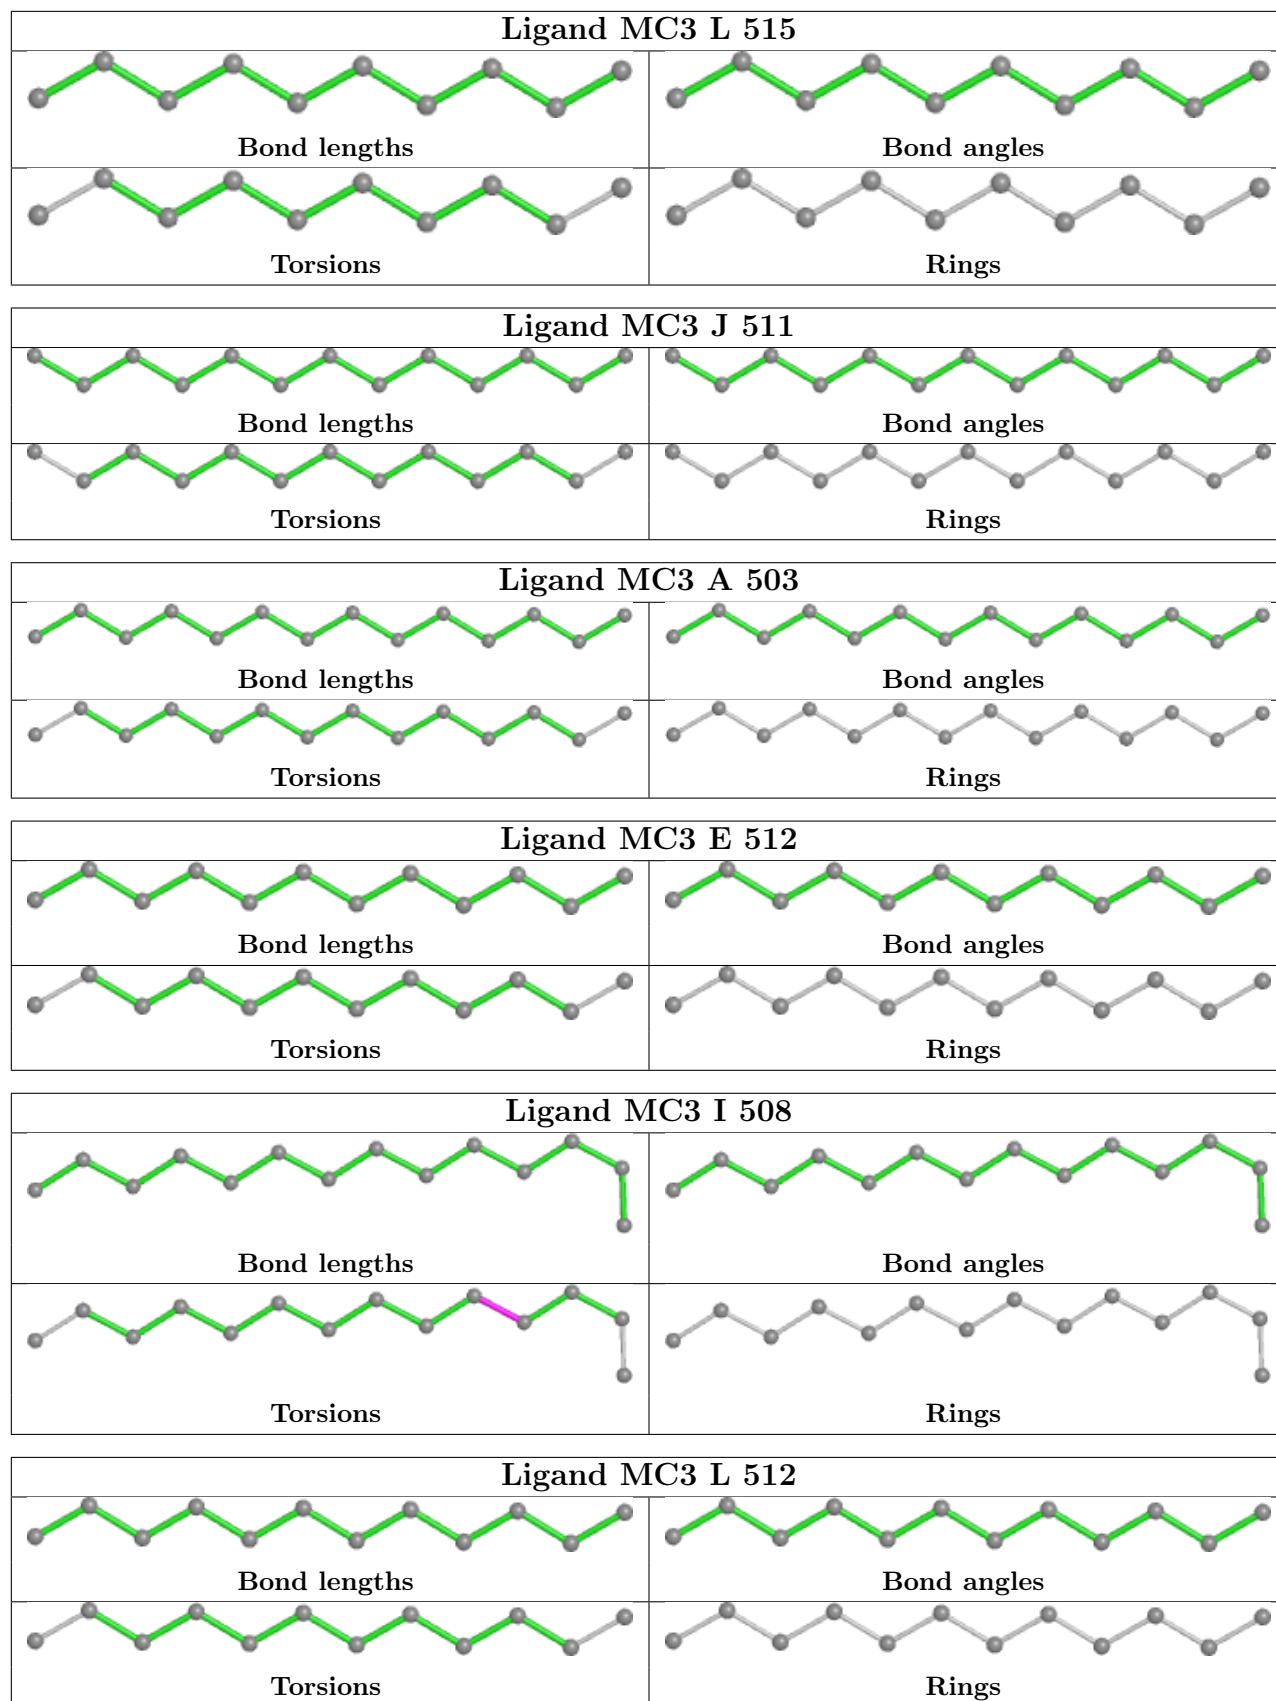 Ligand MC3 L 515
Bond lengths
Bond angles
Torsions
Rings
Ligand MC3 J 511
Bond lengths
Bond angles
Torsions
Rings
Ligand MC3 A 503
Bond lengths
Bond angles
Torsions
Rings
Ligand MC3 E 512
Bond lengths
Bond angles
Torsions
Rings
Ligand MC3 I 508
Bond lengths
Bond angles
Torsions
Rings
Ligand MC3 L 512
Bond lengths
Bond angles
Torsions
Rings